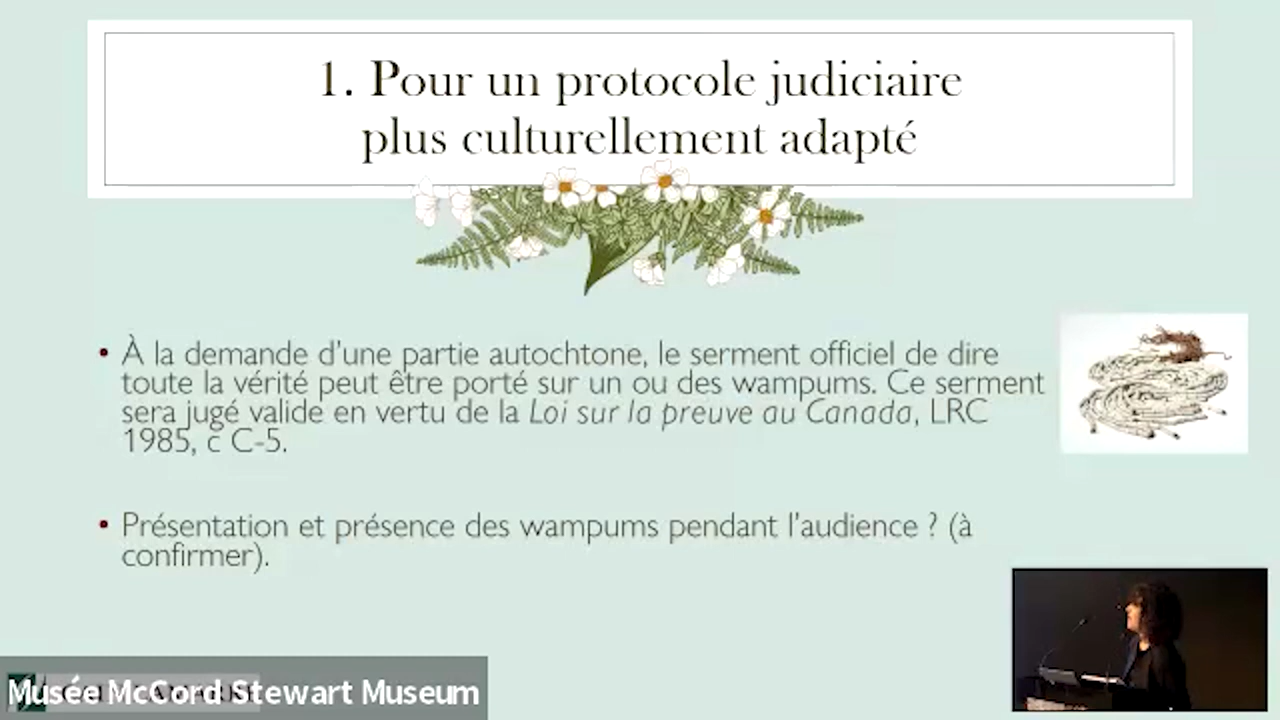 1. Pour un protocole judiciaire
plus culturellement adapté
• À la demande d'une partie autochtone, le serment officiel de dire
toute la vérité peut être porté sur un ou des wampums. Ce serment
sera jugé valide en vertu de la Loi sur la preuve au Canada, LRC
1985, c C-5.
• Présentation et présence des wampums pendant l'audience ? (à
confirmer).
Musée McCord Stewart Museum